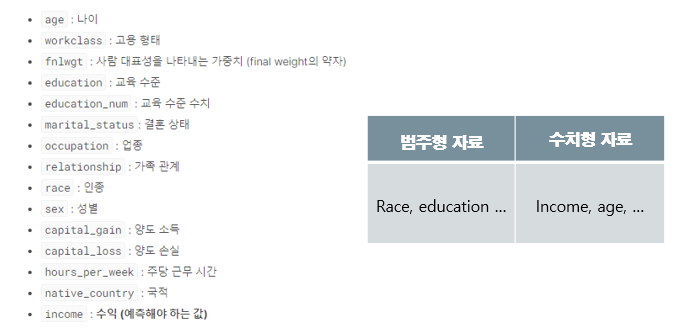 age : 나이
workclass : 고용 형태
fnlwgt : 사람 대표성을 나타내는 가중치 (final weight의 약자)
education : 교육 수준
education_num : 교육 수준 수치
marital_status : 결혼 상태
occupation : 업종
relationship : 가족 관계
race : 인종
sex : 성별
capital_gain : 양도 소득
capital_loss : 양도 손실
hours_per_week : 주당 근무 시간
native_country : 국적
income : 수익 (예측해야 하는 값)
범주형 자료
수치형 자료
Race, education ...
Income, age, ...